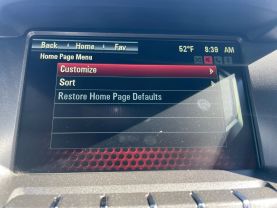 Back Home Fav 52°F 8:39 AM
Home Page Menu
Customize
Sort
Restore Home Page Defaults